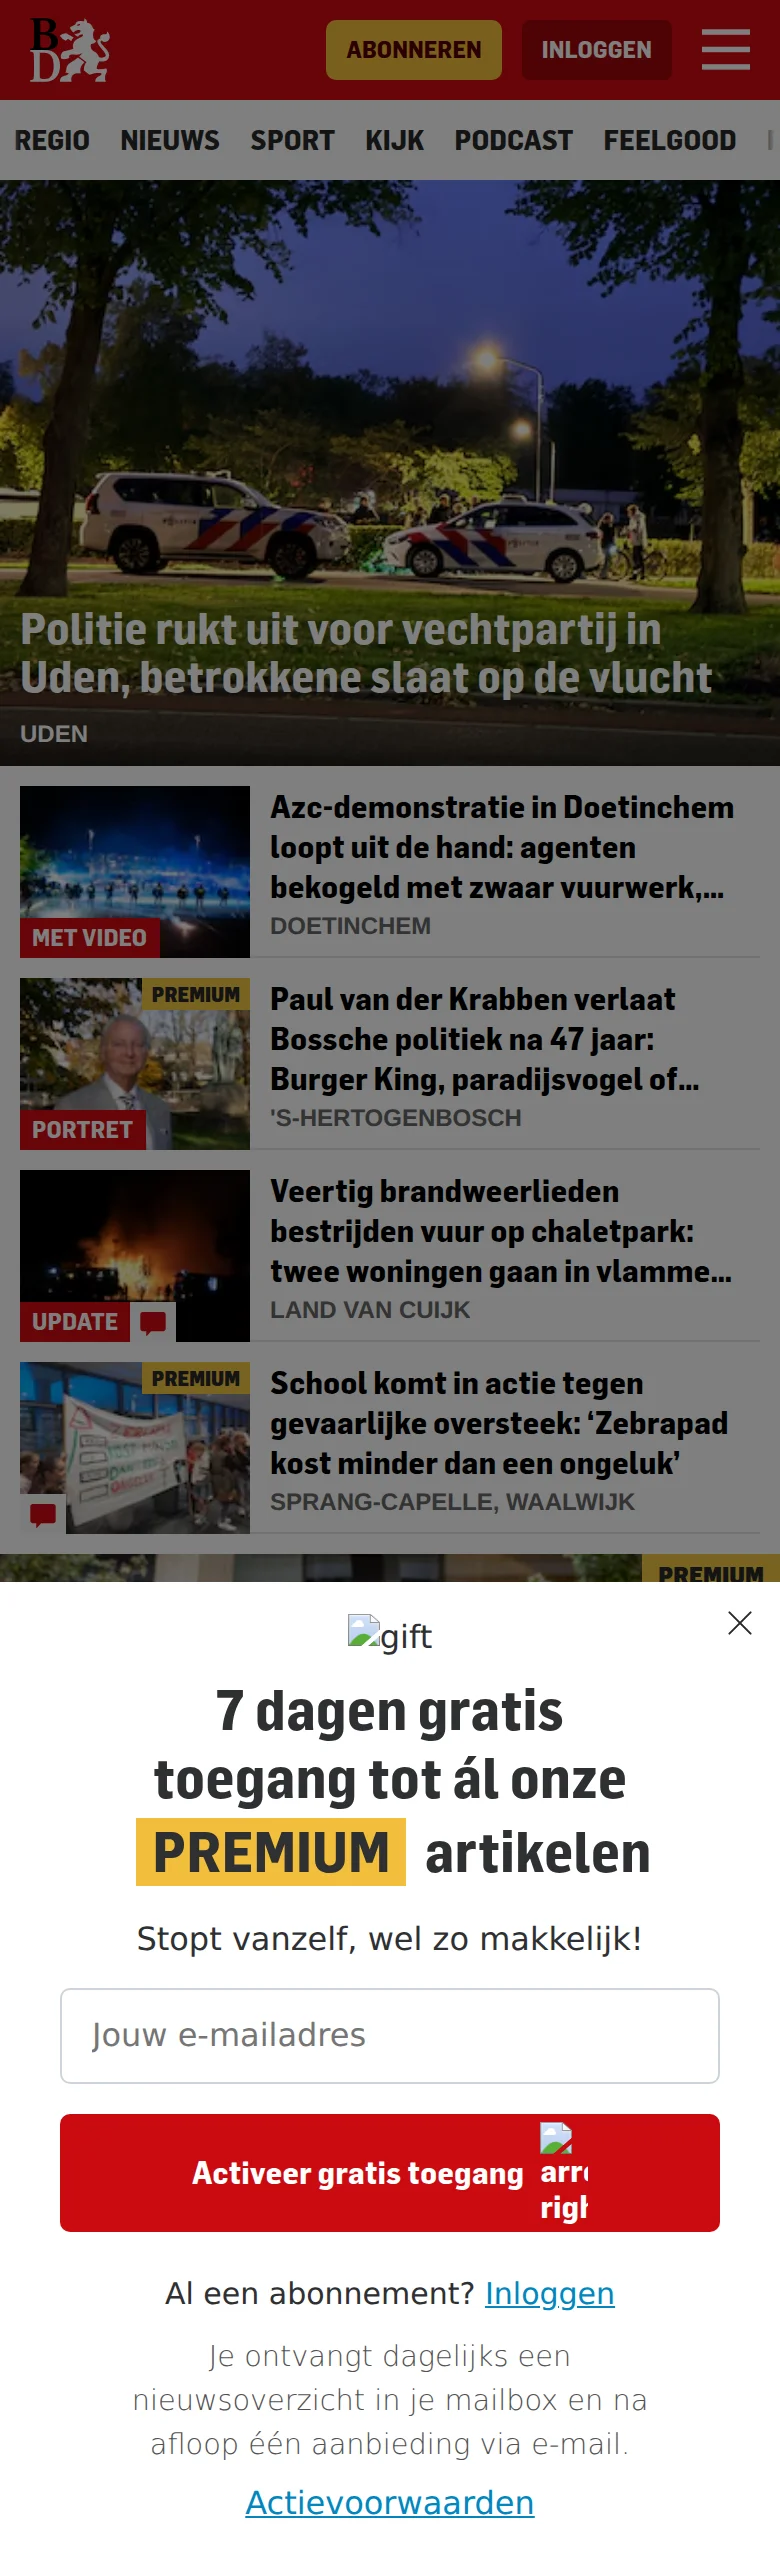 BD
ABONNEREN
INLOGGEN
REGIO NIEUWS SPORT KIJK PODCAST FEELGOOD
Politie rukt uit voor vechtpartij in
Uden, betrokkene slaat op de vlucht
UDEN
MET VIDEO
Azc-demonstratie in Doetinchem
loopt uit de hand: agenten
bekogeld met zwaar vuurwerk,...
DOETINCHEM
PREMIUM
PORTRET
Paul van der Krabben verlaat
Bossche politiek na 47 jaar:
Burger King, paradijsvogel of...
'S-HERTOGENBOSCH
UPDATE
Veertig brandweerlieden
bestrijden vuur op chaletpark:
twee woningen gaan in vlamme...
LAND VAN CUIJK
PREMIUM
School komt in actie tegen
gevaarlijke oversteek: ‘Zebrapad
kost minder dan een ongeluk’
SPRANG-CAPELLE, WAALWIJK
PREMIUM
gift
7 dagen gratis
toegang tot ál onze
PREMIUM artikelen
Stopt vanzelf, wel zo makkelijk!
Jouw e-mailadres
Activeer gratis toegang
Al een abonnement? Inloggen
Je ontvangt dagelijks een
nieuwsoverzicht in je mailbox en na
afloop één aanbieding via e-mail.
Actievoorwaarden